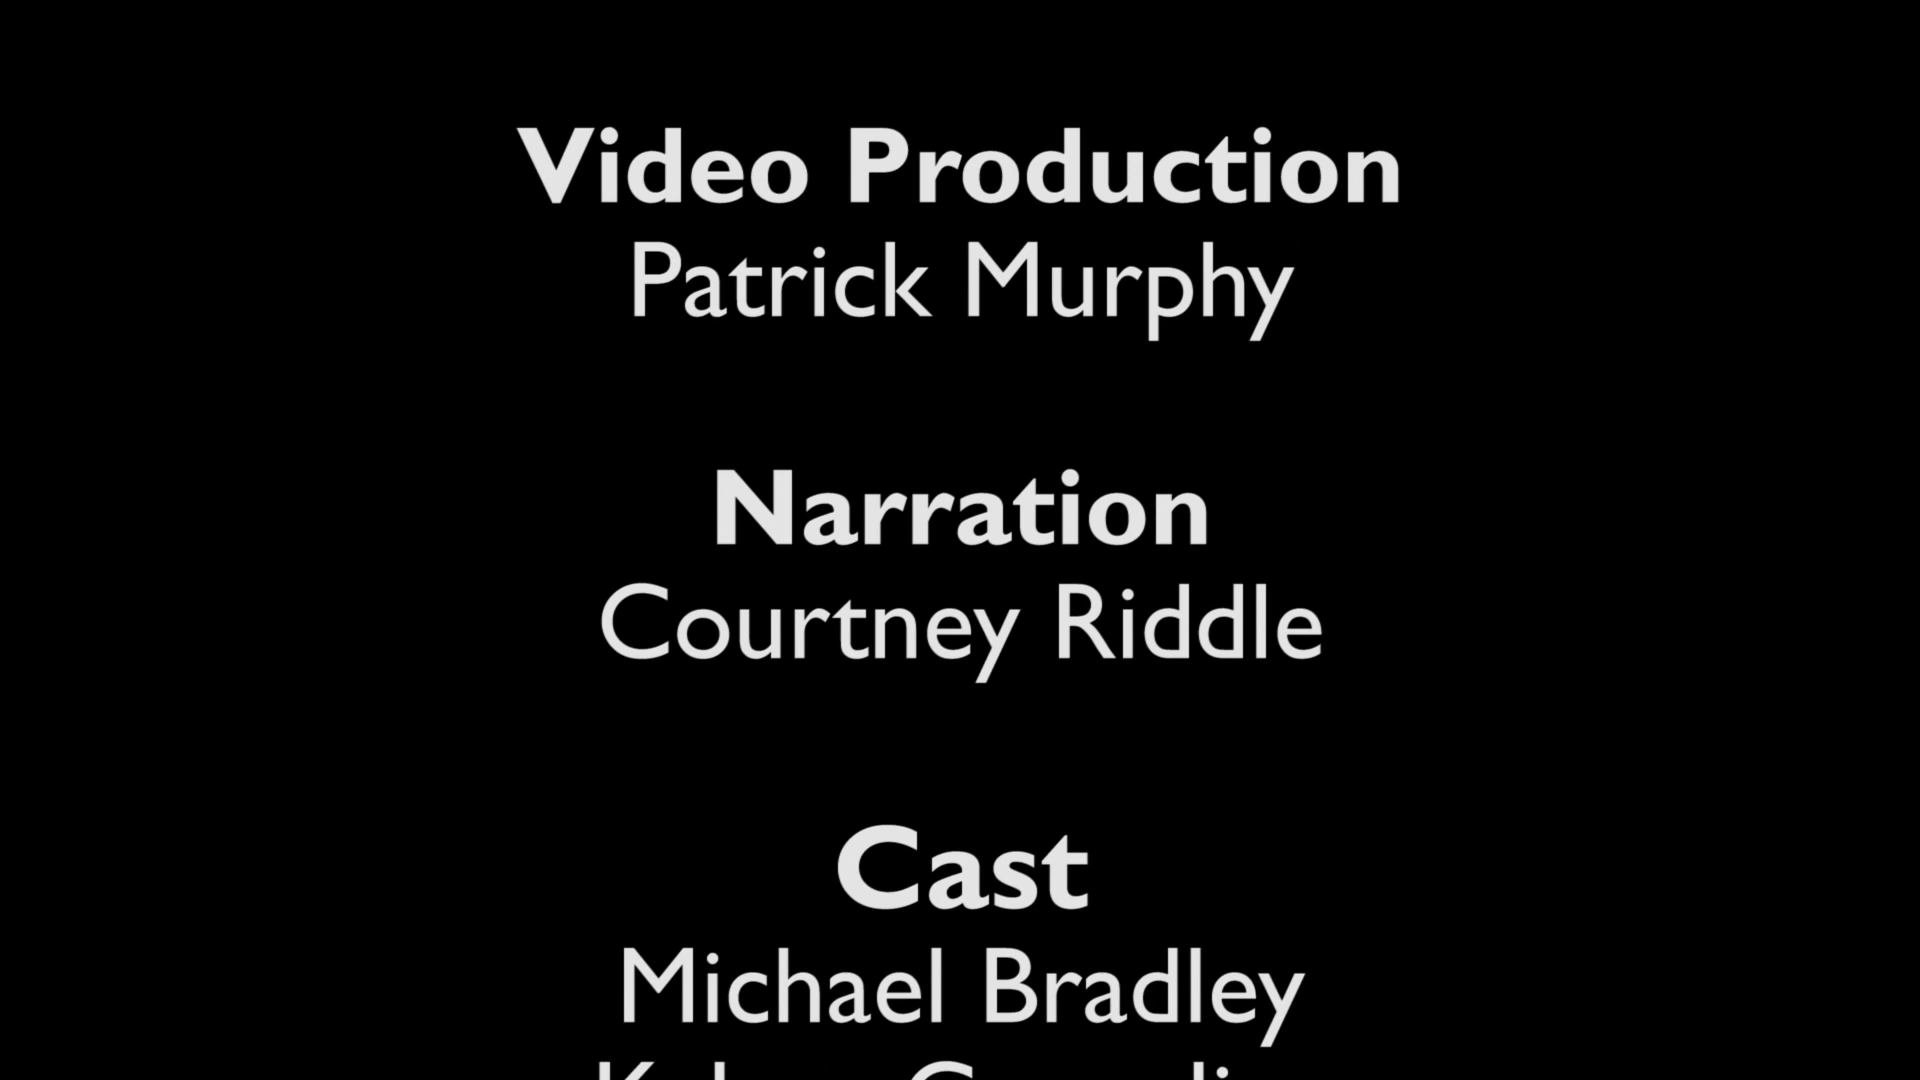 Video Production
Patrick Murphy
Narration
Courtney Riddle
Cast
Michael Bradley